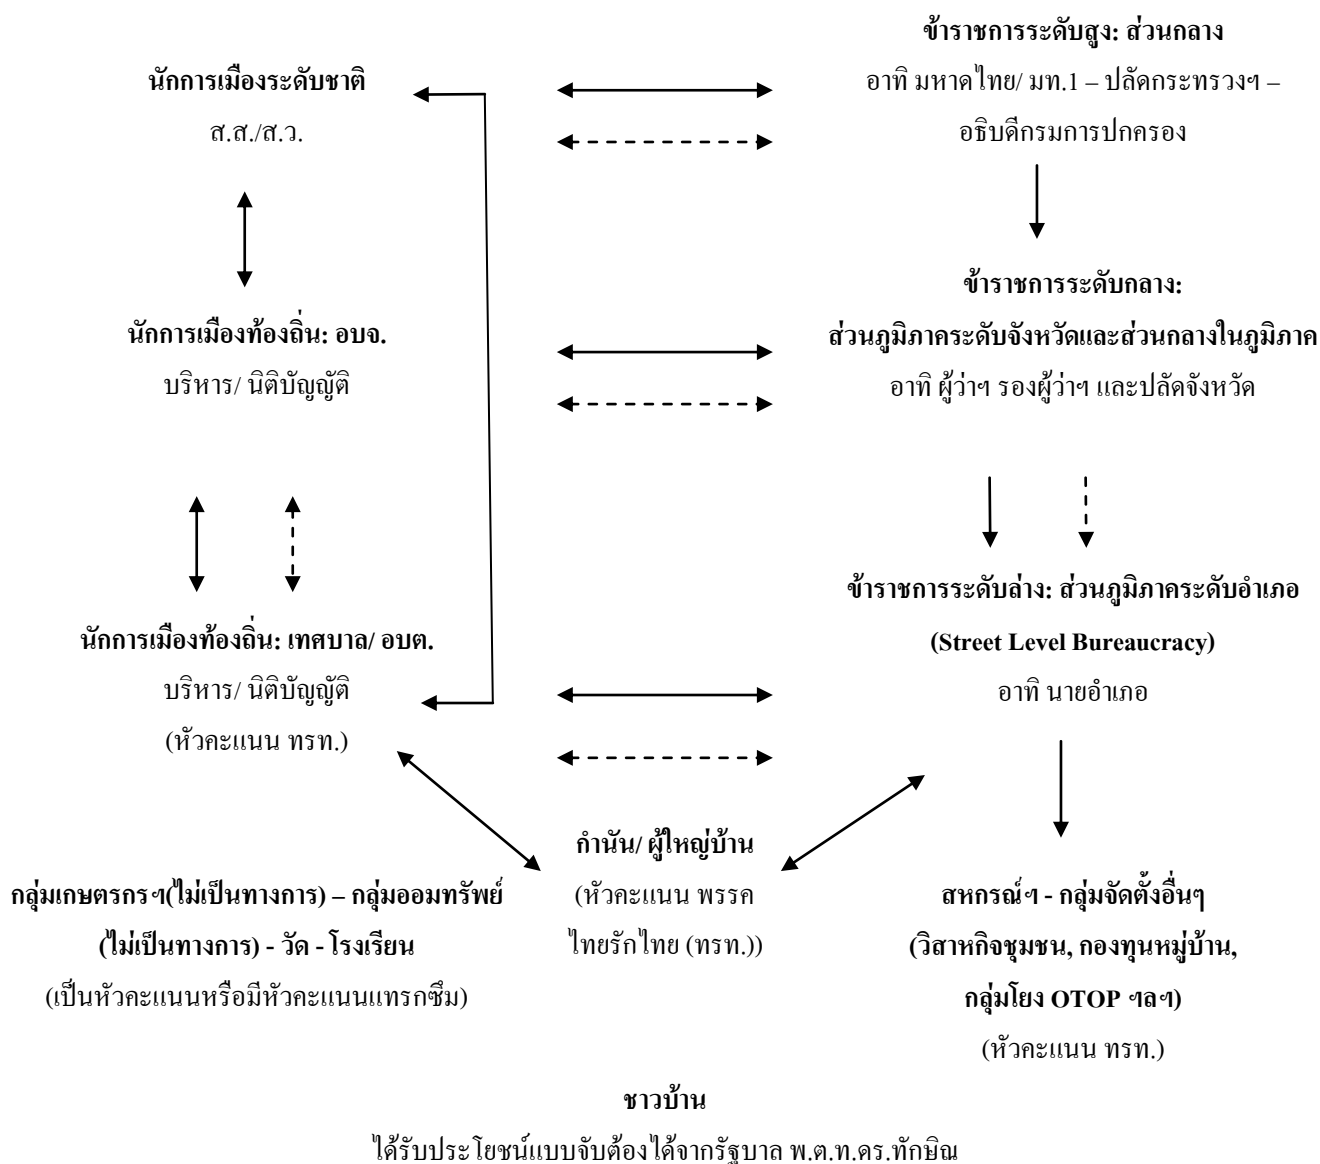 ข้าราชการระดับสูง: ส่วนกลาง
อาทิ มหาดไทย/ มท.1 – ปลัดกระทรวงฯ –
อธิบดีกรมการปกครอง
นักการเมืองระดับชาติ
ส.ส./ส.ว.
ข้าราชการระดับกลาง:
ส่วนภูมิภาคระดับจังหวัดและส่วนกลางในภูมิภาค
อาทิ ผู้ว่าฯ รองผู้ว่าฯ และปลัดจังหวัด
นักการเมืองท้องถิ่น: อบจ.
บริหาร/ นิติบัญญัติ
ข้าราชการระดับล่าง: ส่วนภูมิภาคระดับอำเภอ
(Street Level Bureaucracy)
อาทิ นายอำเภอ
นักการเมืองท้องถิ่น: เทศบาล/ อบต.
บริหาร/ นิติบัญญัติ
(หัวคะแนน ทรท.)
กำนัน/ ผู้ใหญ่บ้าน
(หัวคะแนน พรรค
ไทยรักไทย (ทรท.))
กลุ่มเกษตรกรฯ(ไม่เป็นทางการ) – กลุ่มออมทรัพย์
(ไม่เป็นทางการ) - วัด - โรงเรียน
(เป็นหัวคะแนนหรือมีหัวคะแนนแทรกซึม)
สหกรณ์ฯ - กลุ่มจัดตั้งอื่นๆ
(วิสาหกิจชุมชน, กองทุนหมู่บ้าน,
กลุ่มโยง OTOP ฯลฯ)
(หัวคะแนน ทรท.)
ชาวบ้าน
ได้รับประโยชน์แบบจับต้องได้จากรัฐบาล พ.ต.ท.ดร.ทักษิณ